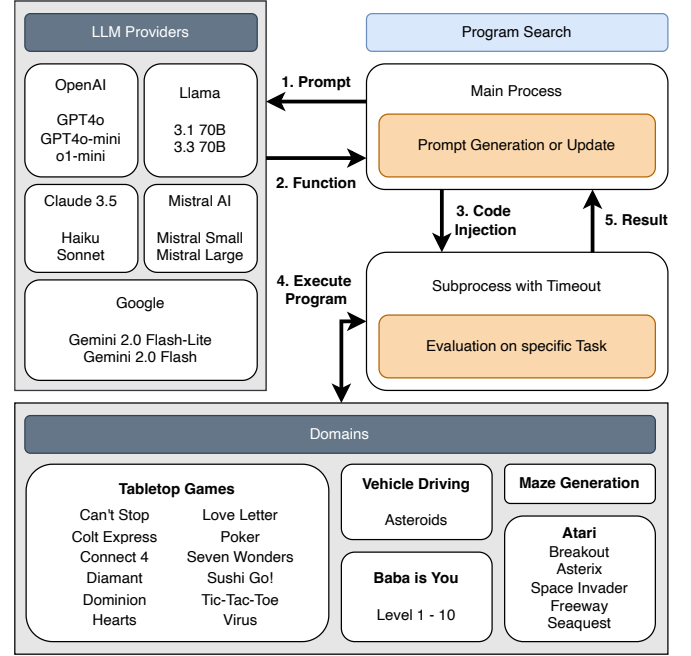 LLM Providers
OpenAI
GPT4o
GPT4o-mini
o1-mini
Llama
3.1 70B
3.3 70B
Claude 3.5
Haiku
Sonnet
Mistral AI
Mistral Small
Mistral Large
Google
Gemini 2.0 Flash-Lite
Gemini 2.0 Flash
1. Prompt
2. Function
Program Search
Main Process
Prompt Generation or Update
3. Code
Injection
5. Result
4. Execute
Program
Subprocess with Timeout
Evaluation on specific Task
Domains
Tabletop Games
Can't Stop
Colt Express
Connect 4
Diamant
Dominion
Hearts
Love Letter
Poker
Seven Wonders
Sushi Go!
Tic-Tac-Toe
Virus
Vehicle Driving
Asteroids
Baba is You
Level 1 - 10
Maze Generation
Atari
Breakout
Asterix
Space Invader
Freeway
Seaquest